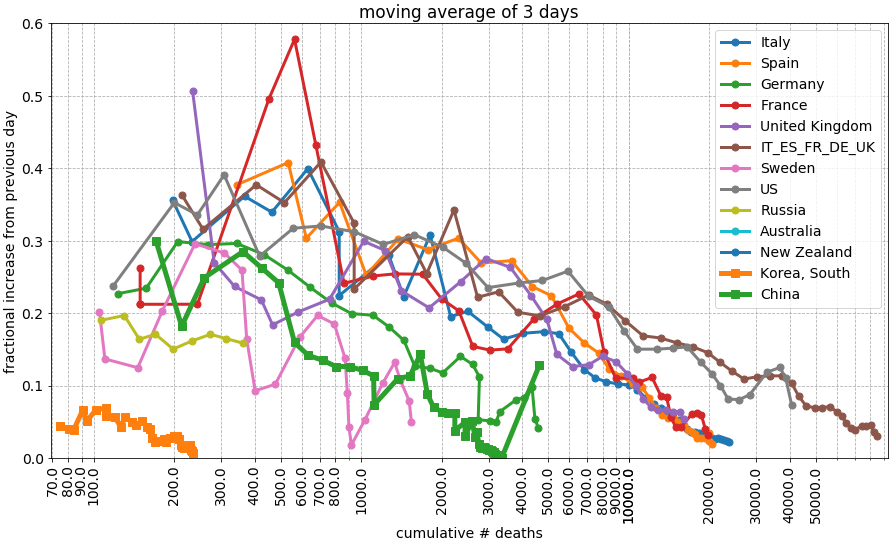 moving average of 3 days
fractional increase from previous day
0.6
0.5
0.4
0.3
0.2
0.1
0.0
Italy
Spain
Germany
France
United Kingdom
IT_ES_FR_DE_UK
Sweden
US
Russia
Australia
New Zealand
Korea, South
China
70.0
80.0
90.0
100.0
200.0
300.0
400.0
500.0
600.0
700.0
800.0
1000.0
2000.0
3000.0
4000.0
5000.0
6000.0
7000.0
8000.0
9000.0
10000.0
20000.0
30000.0
40000.0
50000.0
cumulative # deaths